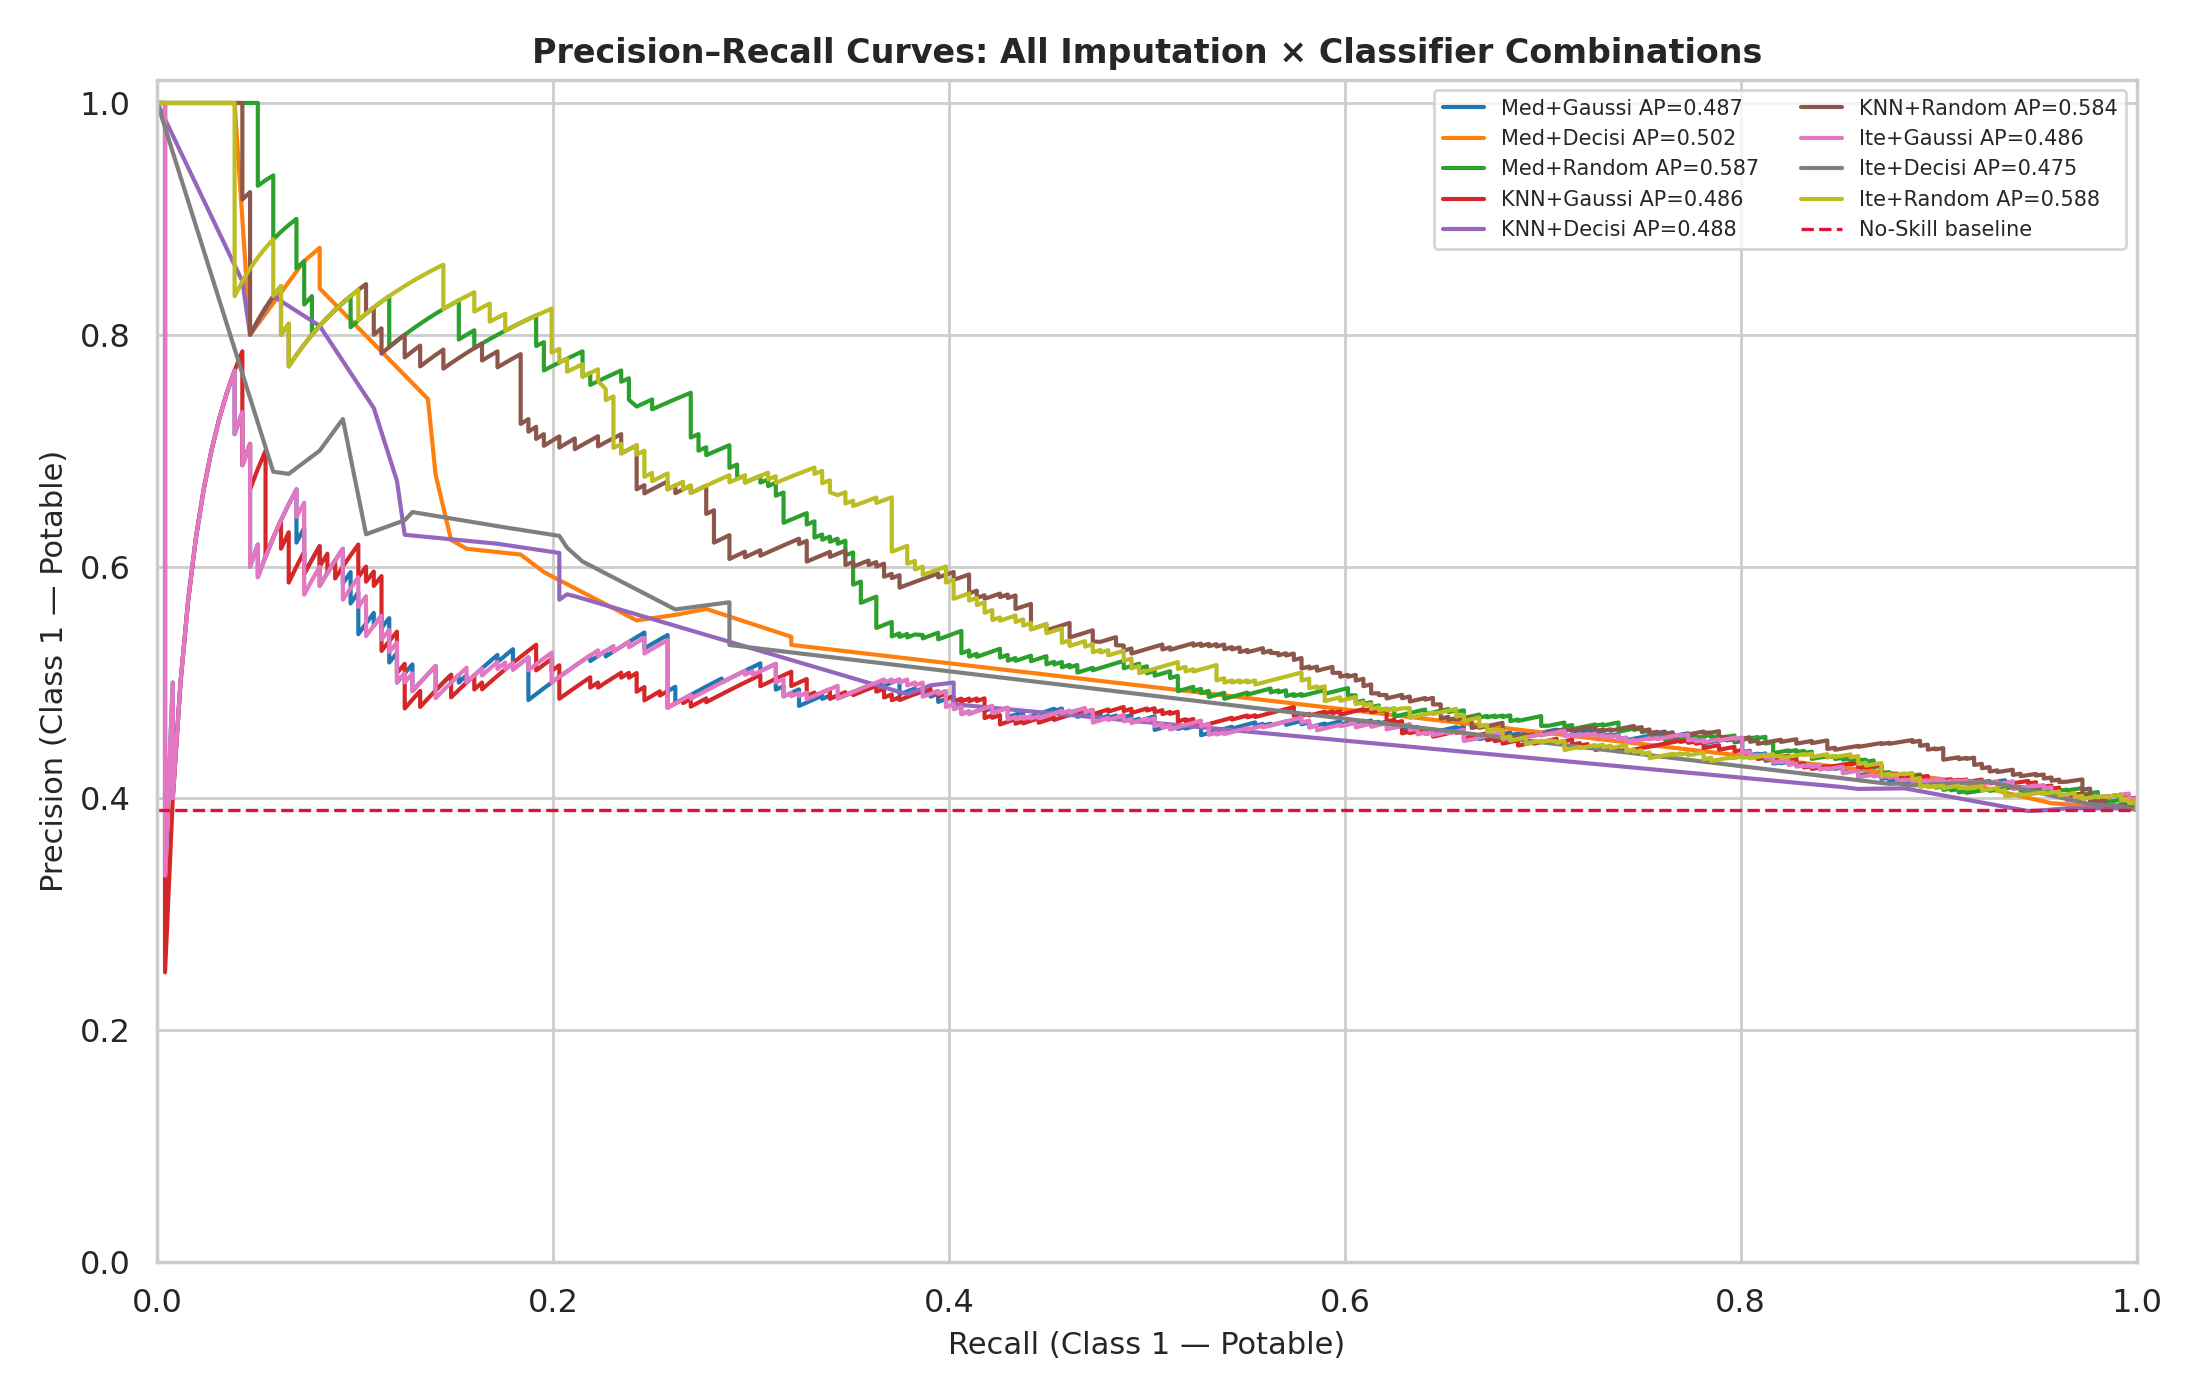 Precision–Recall Curves: All Imputation × Classifier Combinations
Med+Gaussi AP=0.487
Med+Decisi AP=0.502
Med+Random AP=0.587
KNN+Gaussi AP=0.486
KNN+Decisi AP=0.488
KNN+Random AP=0.584
Ite+Gaussi AP=0.486
Ite+Decisi AP=0.475
Ite+Random AP=0.588
No-Skill baseline
Precision (Class 1 — Potable)
1.0
0.8
0.6
0.4
0.2
0.0
0.0 0.2 0.4 0.6 0.8 1.0
Recall (Class 1 — Potable)